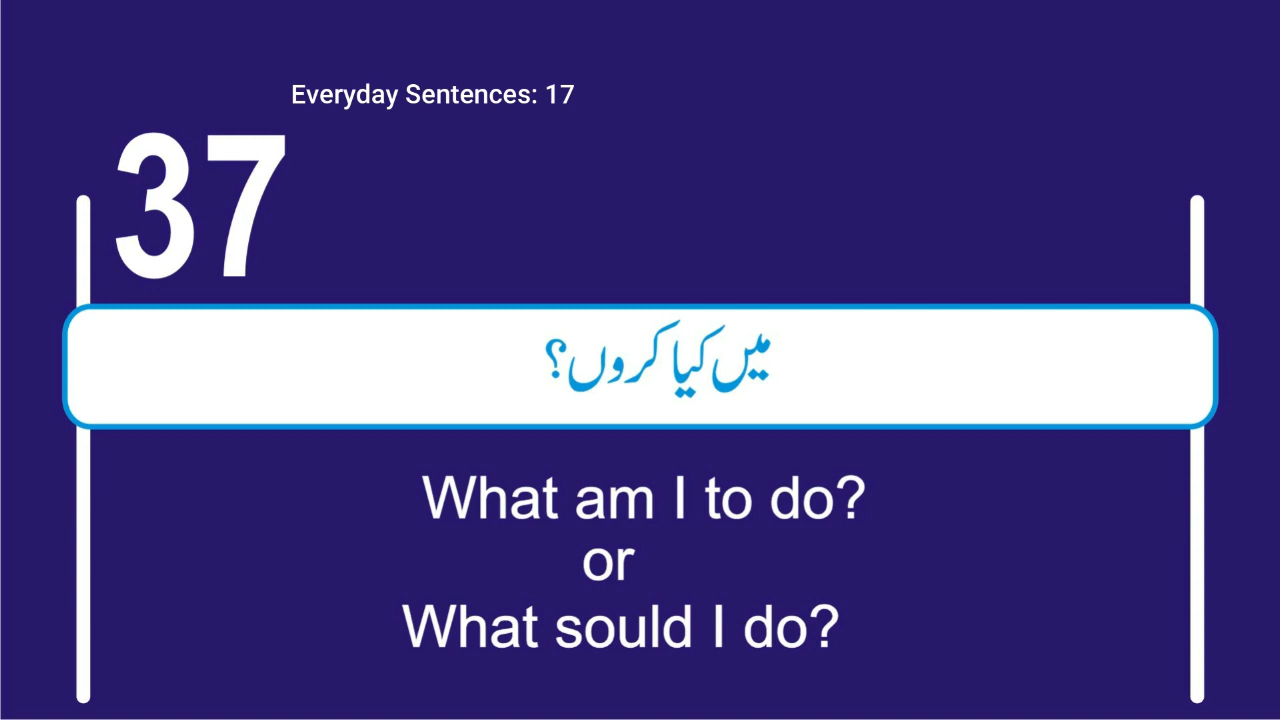 Everyday Sentences: 17
37
میں کیا کروں؟
What am I to do?
or
What sould I do?